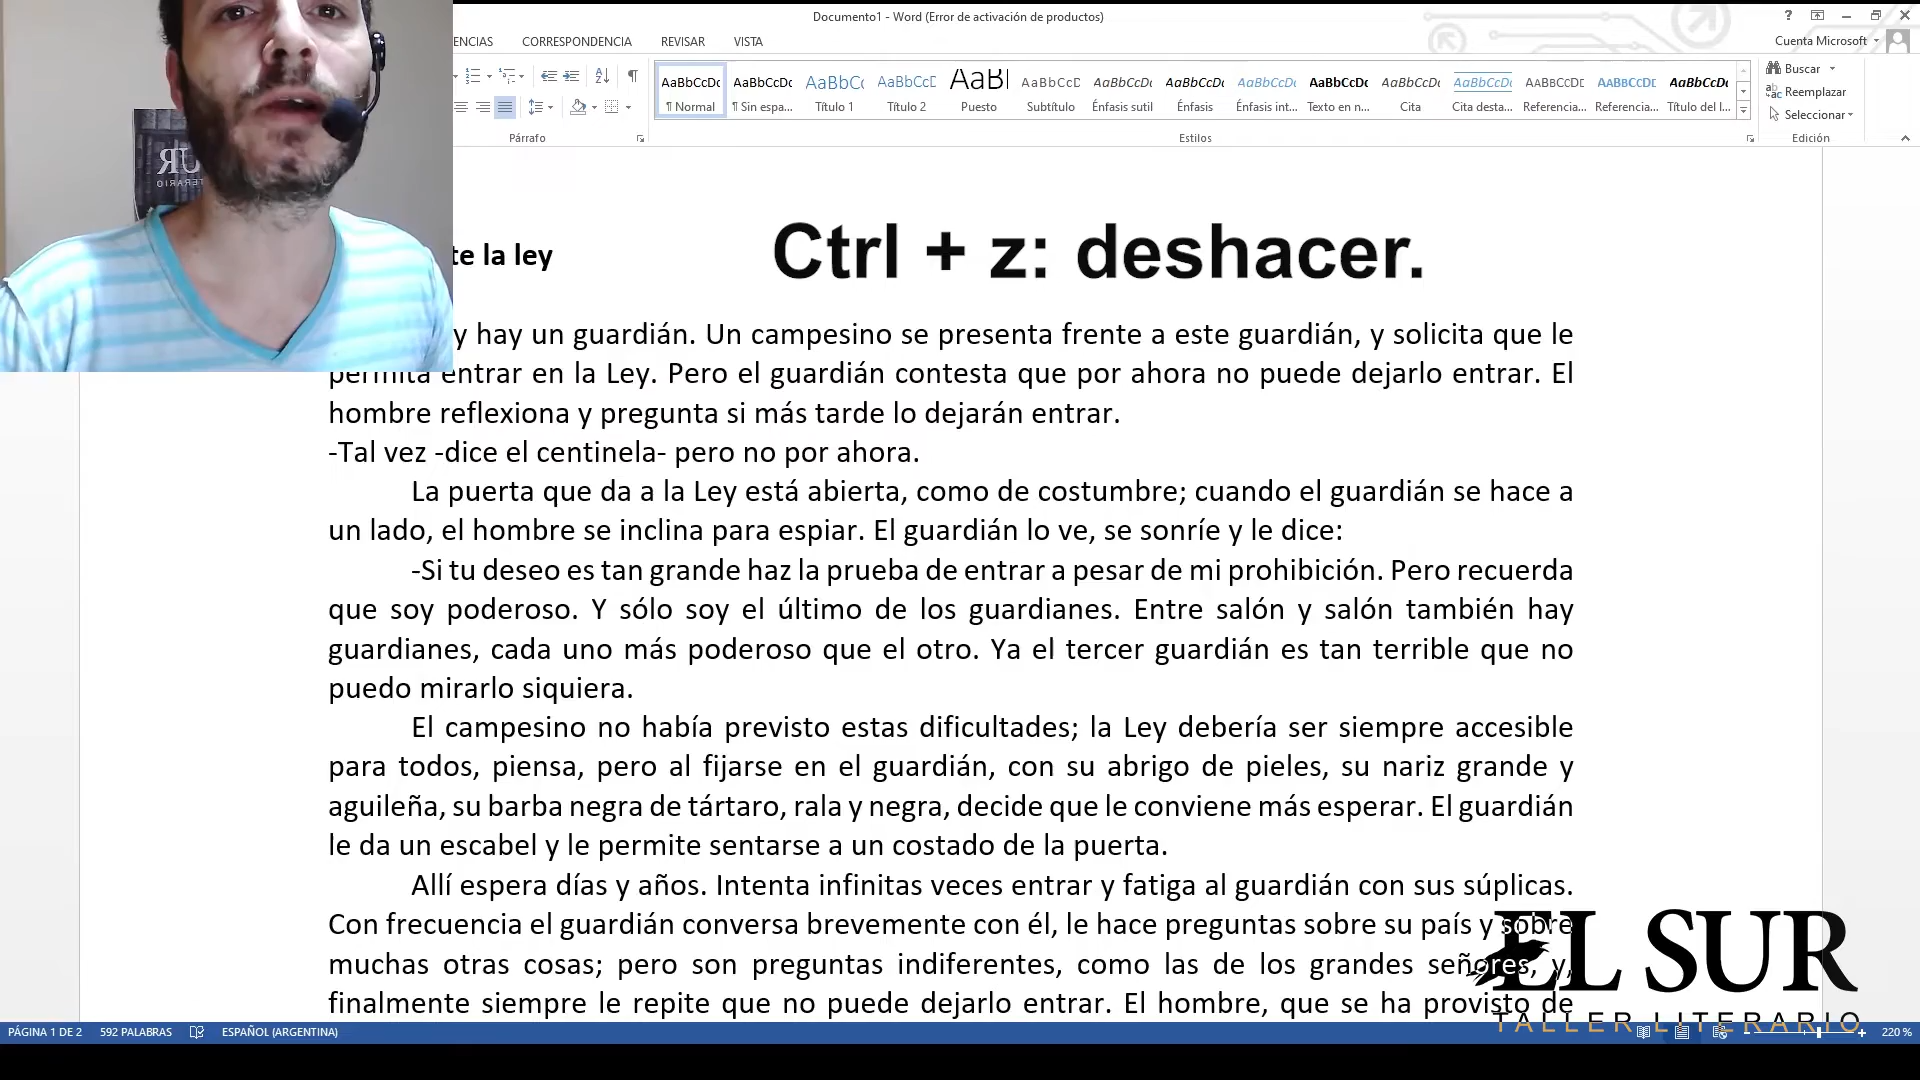 Documento1 - Word (Error de activación de productos)
ENCIAS CORRESPONDENCIA REVISAR VISTA
Cuenta Microsoft
AaBbCcDc AaBbCcDc AaBbCc AaBbCcD AaBl AaBbCcD AaBbCcDc AaBbCcDc AaBbCcDc AaBbCcDc AaBbCcDc AaBbCcDc AABBCCDE AABBCCDE AaBbCcDc
¶ Normal ¶ Sin espa... Título 1 Título 2 Puesto Subtítulo Énfasis sutil Énfasis Énfasis int... Texto en n... Cita Cita desta... Referencia... Referencia... Título del l...
Buscar
Reemplazar
Seleccionar
Párrafo Estilos Edición
te la ley
Ctrl + z: deshacer.
y hay un guardián. Un campesino se presenta frente a este guardián, y solicita que le
permita entrar en la Ley. Pero el guardián contesta que por ahora no puede dejarlo entrar. El
hombre reflexiona y pregunta si más tarde lo dejarán entrar.
-Tal vez -dice el centinela- pero no por ahora.
La puerta que da a la Ley está abierta, como de costumbre; cuando el guardián se hace a
un lado, el hombre se inclina para espiar. El guardián lo ve, se sonríe y le dice:
-Si tu deseo es tan grande haz la prueba de entrar a pesar de mi prohibición. Pero recuerda
que soy poderoso. Y sólo soy el último de los guardianes. Entre salón y salón también hay
guardianes, cada uno más poderoso que el otro. Ya el tercer guardián es tan terrible que no
puedo mirarlo siquiera.
El campesino no había previsto estas dificultades; la Ley debería ser siempre accesible
para todos, piensa, pero al fijarse en el guardián, con su abrigo de pieles, su nariz grande y
aguileña, su barba negra de tártaro, rala y negra, decide que le conviene más esperar. El guardián
le da un escabel y le permite sentarse a un costado de la puerta.
Allí espera días y años. Intenta infinitas veces entrar y fatiga al guardián con sus súplicas.
Con frecuencia el guardián conversa brevemente con él, le hace preguntas sobre su país y sobre
muchas otras cosas; pero son preguntas indiferentes, como las de los grandes señores, y,
finalmente siempre le repite que no puede dejarlo entrar. El hombre, que se ha provisto de
EL SUR
TALLER LITERARIO
PÁGINA 1 DE 2 592 PALABRAS ESPAÑOL (ARGENTINA) 220 %